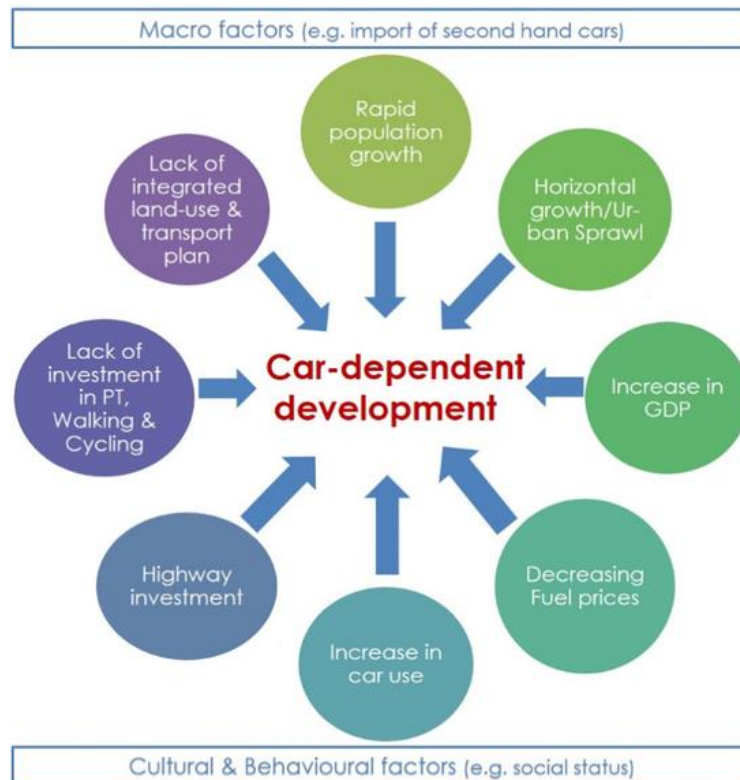 Macro factors (e.g. import of second hand cars)
Rapid
population
growth
Lack of
integrated
land-use &
transport
plan
Horizontal
growth/Ur-
ban Sprawl
Lack of
investment
in PT,
Walking &
Cycling
Car-dependent
development
Increase in
GDP
Highway
investment
Decreasing
Fuel prices
Increase in
car use
Cultural & Behavioural factors (e.g. social status)